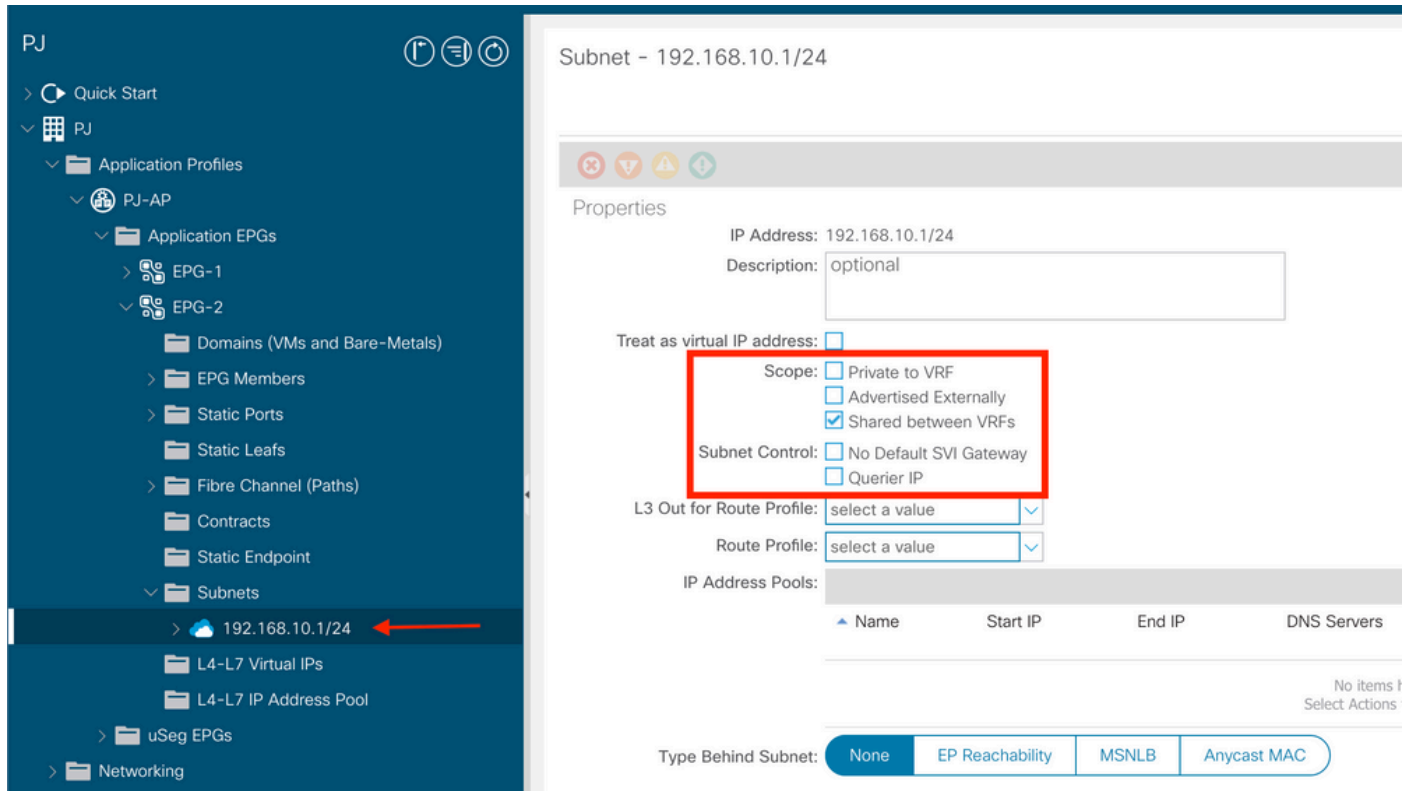 PJ
Quick Start
PJ
Application Profiles
PJ-AP
Application EPGs
EPG-1
EPG-2
Domains (VMs and Bare-Metals)
EPG Members
Static Ports
Static Leafs
Fibre Channel (Paths)
Contracts
Static Endpoint
Subnets
192.168.10.1/24
L4-L7 Virtual IPs
L4-L7 IP Address Pool
uSeg EPGs
Networking
Subnet - 192.168.10.1/24
Properties
IP Address: 192.168.10.1/24
Description: optional
Treat as virtual IP address:
Scope: Private to VRF
Advertised Externally
Shared between VRFs
Subnet Control: No Default SVI Gateway
Querier IP
L3 Out for Route Profile: select a value
Route Profile: select a value
IP Address Pools:
Name Start IP End IP DNS Servers
No items
Select Actions
Type Behind Subnet: None EP Reachability MSNLB Anycast MAC